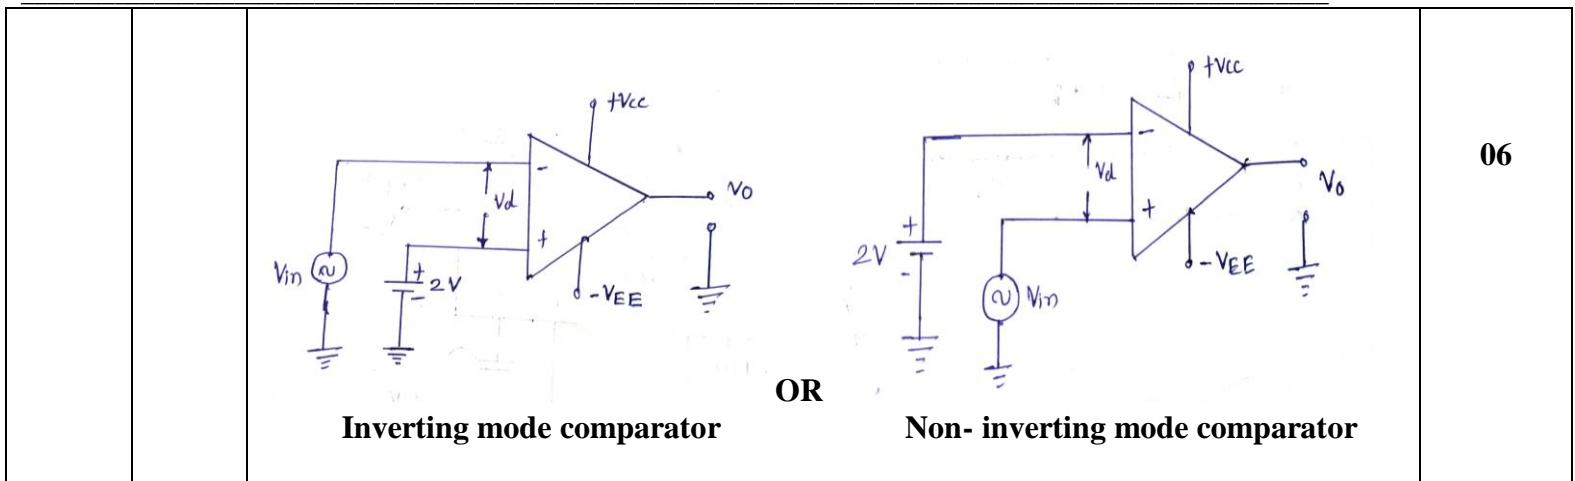 +Vcc
-
Vd
+
Vo
Vin
+
2V
-
-VEE
+Vcc
-
Vd
+
Vo
+
2V
-
Vin
-VEE
06
OR
Inverting mode comparator
Non- inverting mode comparator